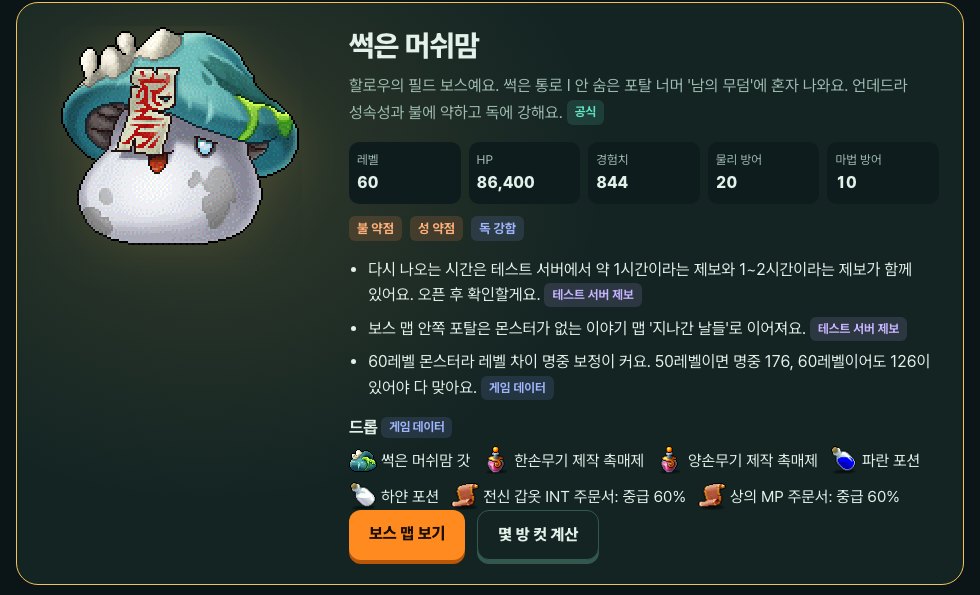 썩은 머쉬맘
할로우의 필드 보스예요. 썩은 통로 I 안 숨은 포탈 너머 '남의 무덤'에 혼자 나와요. 언데드라
성속성과 불에 약하고 독에 강해요. 공식
레벨 HP 경험치 물리 방어 마법 방어
60 86,400 844 20 10
불 약점 성 약점 독 강함
• 다시 나오는 시간은 테스트 서버에서 약 1시간이라는 제보와 1~2시간이라는 제보가 함께
있어요. 오픈 후 확인할게요. 테스트 서버 제보
• 보스 맵 안쪽 포탈은 몬스터가 없는 이야기 맵 '지나간 날들'로 이어져요. 테스트 서버 제보
• 60레벨 몬스터라 레벨 차이 명중 보정이 커요. 50레벨이면 명중 176, 60레벨이어도 126이
있어야 다 맞아요. 게임 데이터
드롭 게임 데이터
썩은 머쉬맘 갓 한손무기 제작 촉매제 양손무기 제작 촉매제 파란 포션
하얀 포션 전신 갑옷 INT 주문서: 중급 60% 상의 MP 주문서: 중급 60%
보스 맵 보기 몇 방 컷 계산